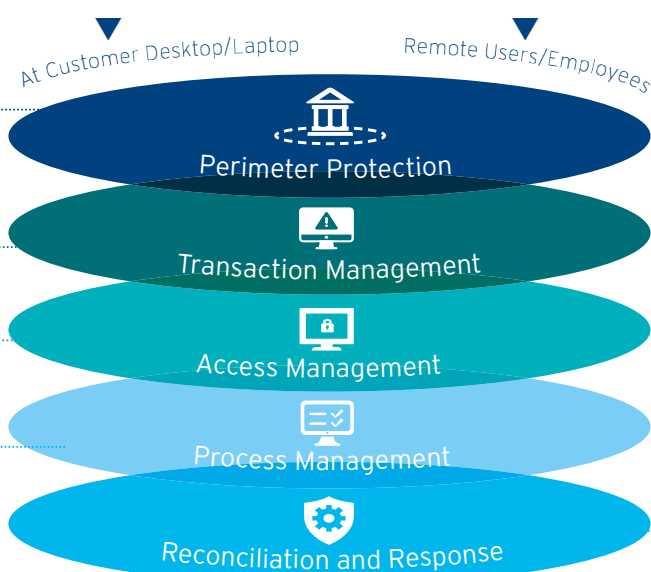 At Customer Desktop/Laptop
Remote Users/Employees
Perimeter Protection
Transaction Management
Access Management
Process Management
Reconciliation and Response